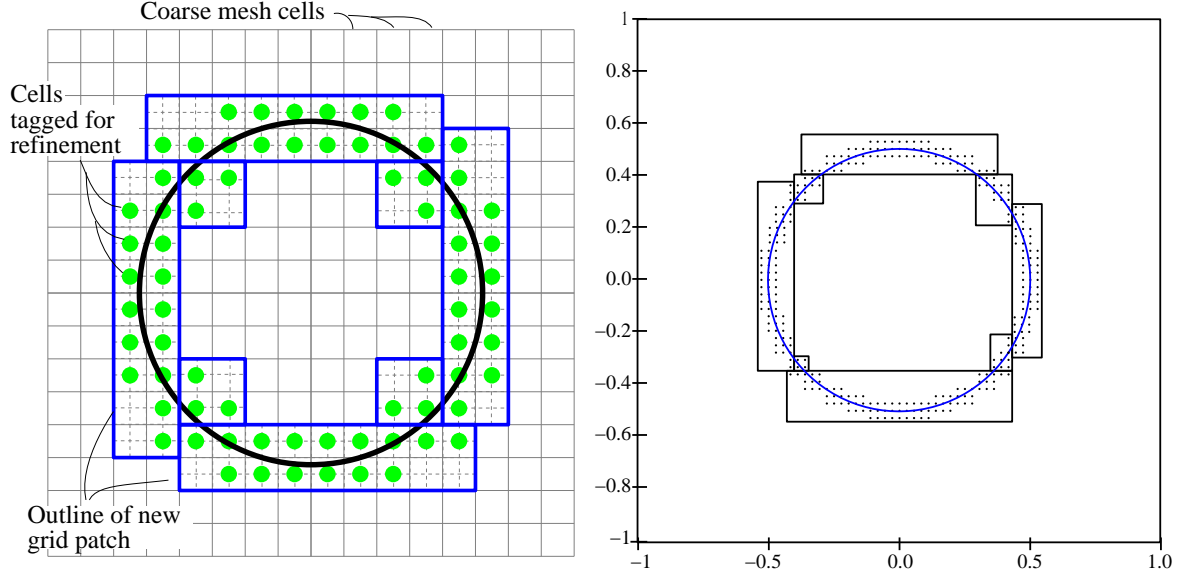 Coarse mesh cells
Cells
tagged for
refinement
Outline of new
grid patch
1
0.8
0.6
0.4
0.2
0.0
−0.2
−0.4
−0.6
−0.8
−1
−1
−0.5
0.0
0.5
1.0